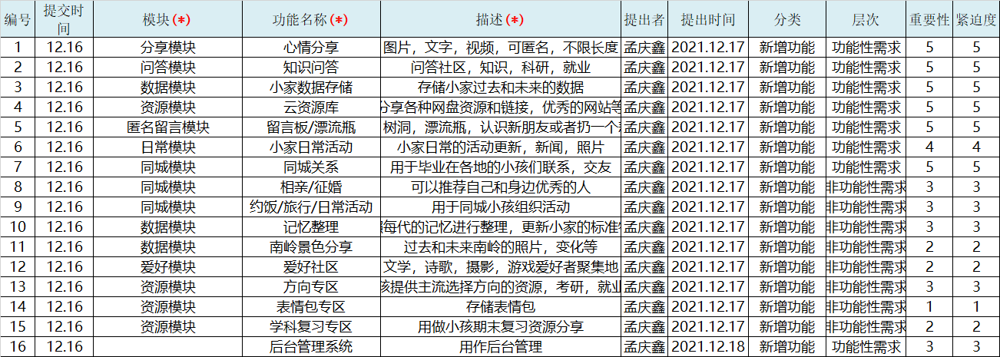 编号 提交时间 模块(*) 功能名称(*) 描述(*) 提出者 提出时间 分类 层次 重要性 紧迫度
1 12.16 分享模块 心情分享 图片，文字，视频，可匿名，不限长度 孟庆鑫 2021.12.17 新增功能 功能性需求 5 5
2 12.16 问答模块 知识问答 问答社区，知识，科研，就业 孟庆鑫 2021.12.17 新增功能 功能性需求 5 5
3 12.16 数据模块 小家数据存储 存储小家过去和未来的数据 孟庆鑫 2021.12.17 新增功能 功能性需求 5 5
4 12.16 资源模块 云资源库 分享各种网盘资源和链接，优秀的网站等 孟庆鑫 2021.12.17 新增功能 功能性需求 5 5
5 12.16 匿名留言模块 留言板/漂流瓶 树洞，漂流瓶，认识新朋友或者扔一个 孟庆鑫 2021.12.17 新增功能 功能性需求 5 5
6 12.16 日常模块 小家日常活动 小家日常的活动更新，新闻，照片 孟庆鑫 2021.12.17 新增功能 功能性需求 4 4
7 12.16 同城模块 同城关系 用于毕业在各地的小孩们联系，交友 孟庆鑫 2021.12.17 新增功能 功能性需求 5 5
8 12.16 同城模块 相亲/征婚 可以推荐自己和身边优秀的人 孟庆鑫 2021.12.17 新增功能 非功能性需求 3 3
9 12.16 同城模块 约饭/旅行/日常活动 用于同城小孩组织活动 孟庆鑫 2021.12.17 新增功能 非功能性需求 3 3
10 12.16 数据模块 记忆整理 每代的记忆进行整理，更新小家的标准 孟庆鑫 2021.12.17 新增功能 非功能性需求 3 3
11 12.16 数据模块 南岭景色分享 过去和未来南岭的照片，变化等 孟庆鑫 2021.12.17 新增功能 非功能性需求 2 2
12 12.16 爱好模块 爱好社区 文学，诗歌，摄影，游戏爱好者聚集地 孟庆鑫 2021.12.17 新增功能 非功能性需求 2 2
13 12.16 资源模块 方向专区 孩提供主流选择方向的资源，考研，就业 孟庆鑫 2021.12.17 新增功能 非功能性需求 3 3
14 12.16 资源模块 表情包专区 存储表情包 孟庆鑫 2021.12.17 新增功能 非功能性需求 1 1
15 12.16 资源模块 学科复习专区 用做小孩期末复习资源分享 孟庆鑫 2021.12.17 新增功能 非功能性需求 2 2
16 12.16 后台管理系统 用作后台管理 孟庆鑫 2021.12.18 新增功能 功能性需求 3 3